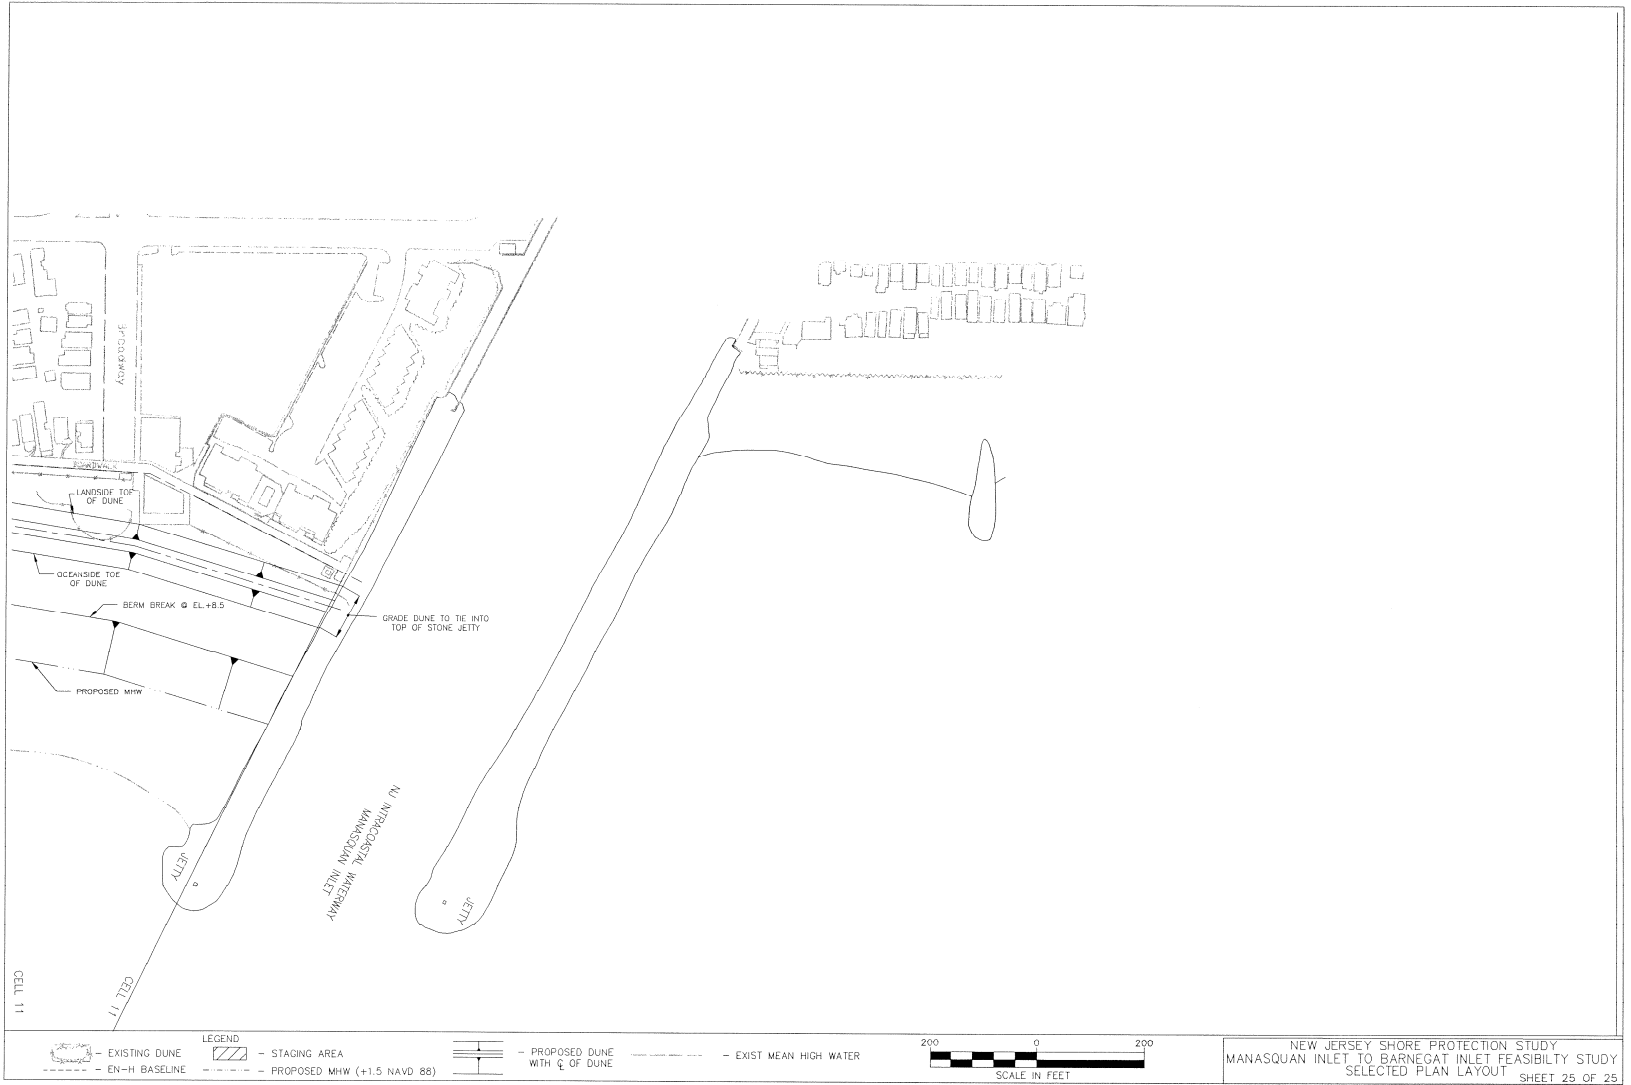 Broadway
BOARDWALK
LANDSIDE TOE
OF DUNE
OCEANSIDE TOE
OF DUNE
BERM BREAK @ EL.+8.5
GRADE DUNE TO TIE INTO
TOP OF STONE JETTY
PROPOSED MHW
NJ INTRACOASTAL WATERWAY
MANASQUAN INLET
JETTY
JETTY
CELL 11
CELL 11
LEGEND
– EXISTING DUNE
– STAGING AREA
– EN-H BASELINE
– PROPOSED MHW (+1.5 NAVD 88)
– PROPOSED DUNE
WITH ℄ OF DUNE
– EXIST MEAN HIGH WATER
200 0 200
SCALE IN FEET
NEW JERSEY SHORE PROTECTION STUDY
MANASQUAN INLET TO BARNEGAT INLET FEASIBILTY STUDY
SELECTED PLAN LAYOUT
SHEET 25 OF 25